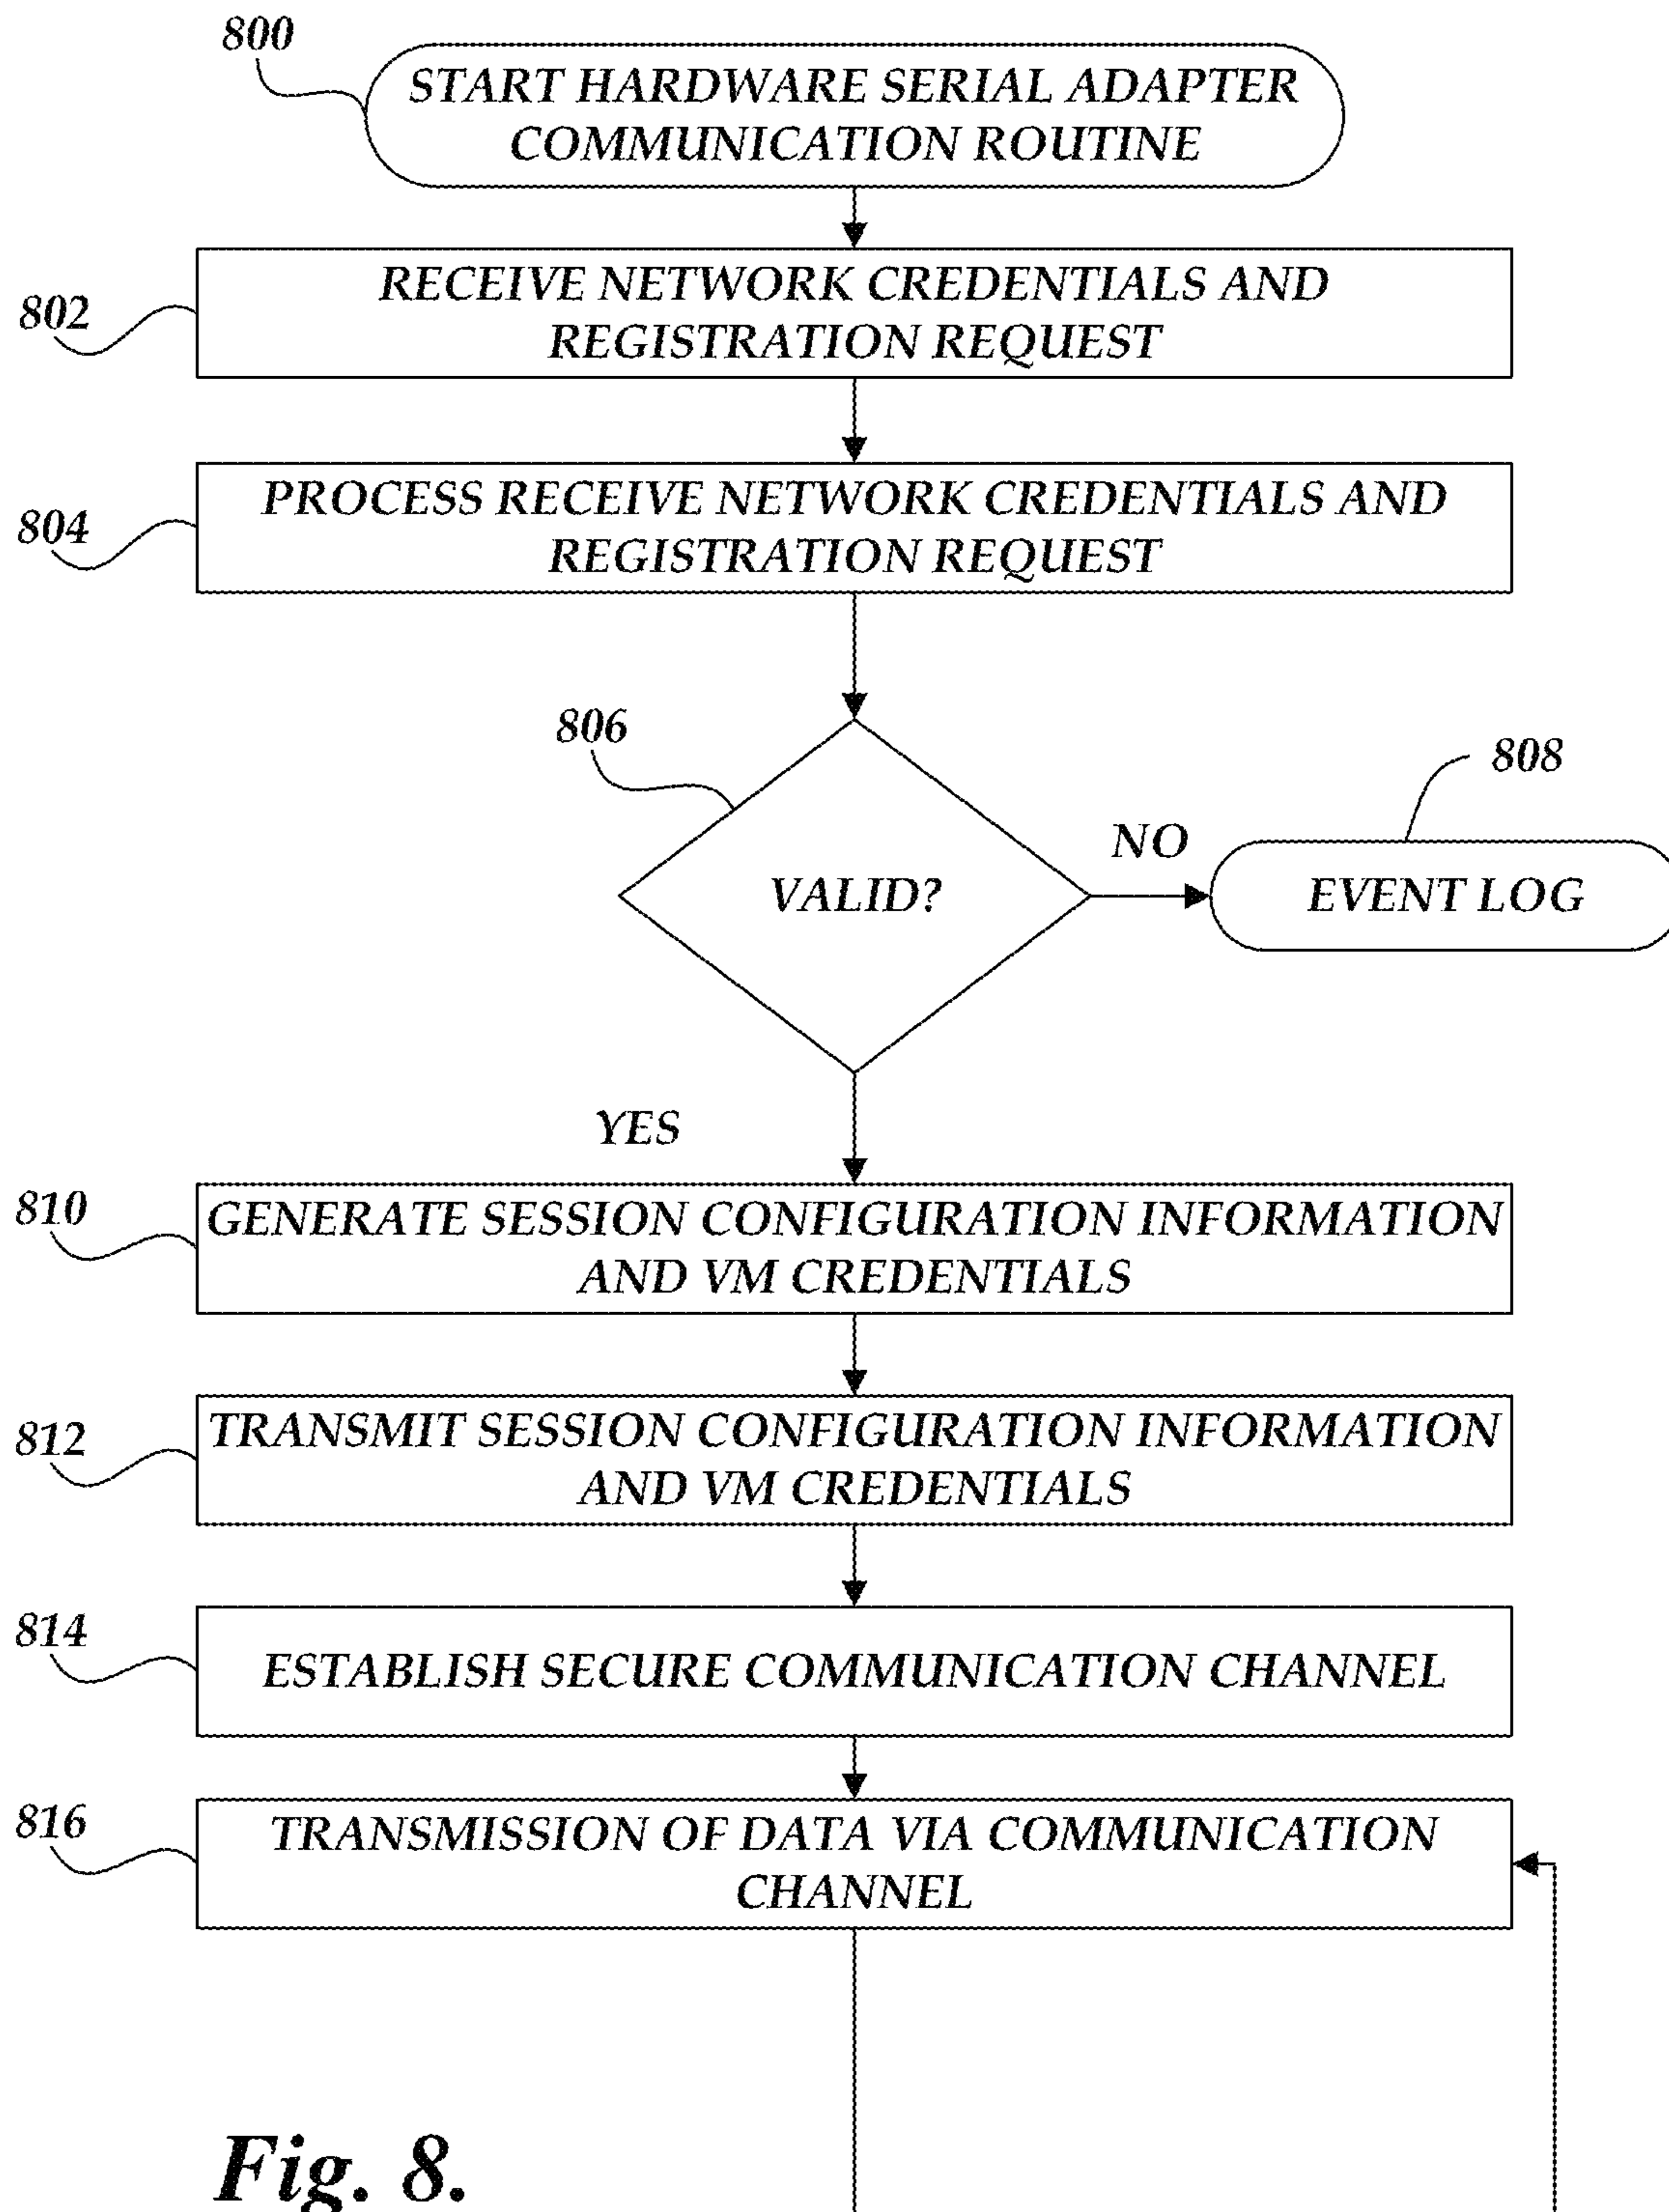 800
START HARDWARE SERIAL ADAPTER
COMMUNICATION ROUTINE
802
RECEIVE NETWORK CREDENTIALS AND
REGISTRATION REQUEST
804
PROCESS RECEIVE NETWORK CREDENTIALS AND
REGISTRATION REQUEST
806
VALID?
NO
808
EVENT LOG
YES
810
GENERATE SESSION CONFIGURATION INFORMATION
AND VM CREDENTIALS
812
TRANSMIT SESSION CONFIGURATION INFORMATION
AND VM CREDENTIALS
814
ESTABLISH SECURE COMMUNICATION CHANNEL
816
TRANSMISSION OF DATA VIA COMMUNICATION
CHANNEL
Fig. 8.